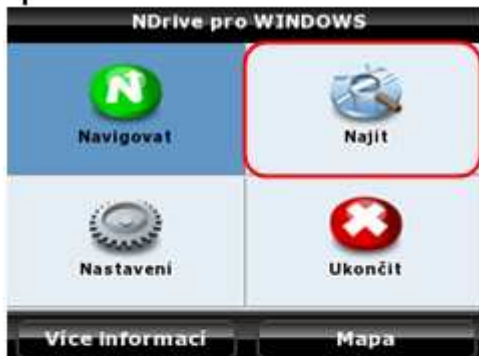 NDrive pro WINDOWS
Navigovat
Najít
Nastavení
Ukončit
Více Informací
Mapa